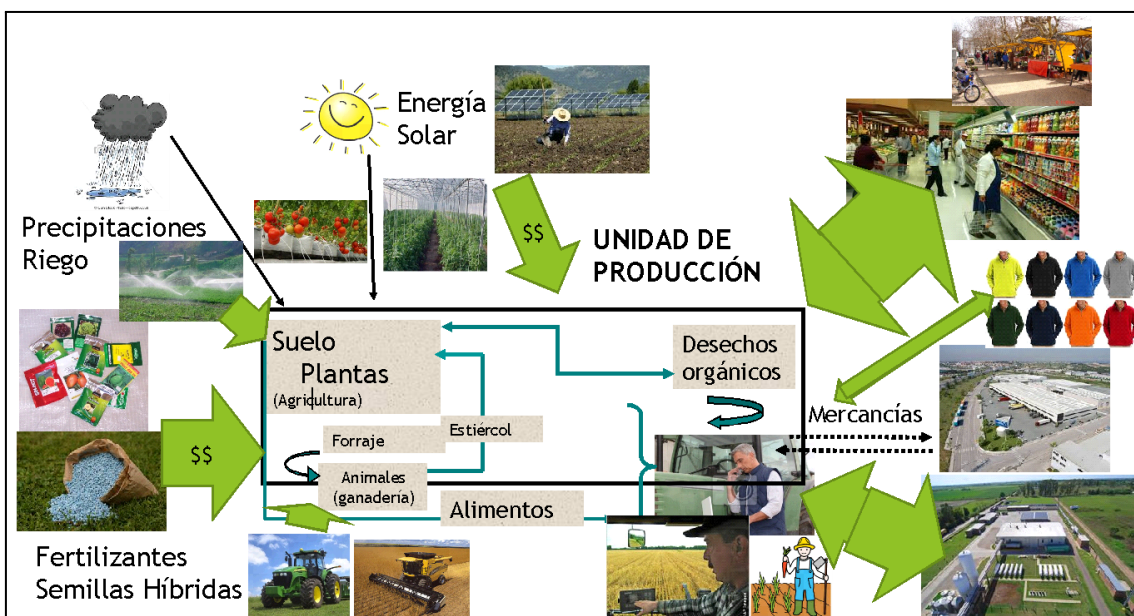 Energía
Solar
Precipitaciones
Riego
$$
UNIDAD DE
PRODUCCIÓN
Suelo
Plantas
(Agricultura)
Desechos
orgánicos
Mercancías
Estiércol
Forraje
$$
Animales
(ganadería)
Alimentos
Fertilizantes
Semillas Híbridas